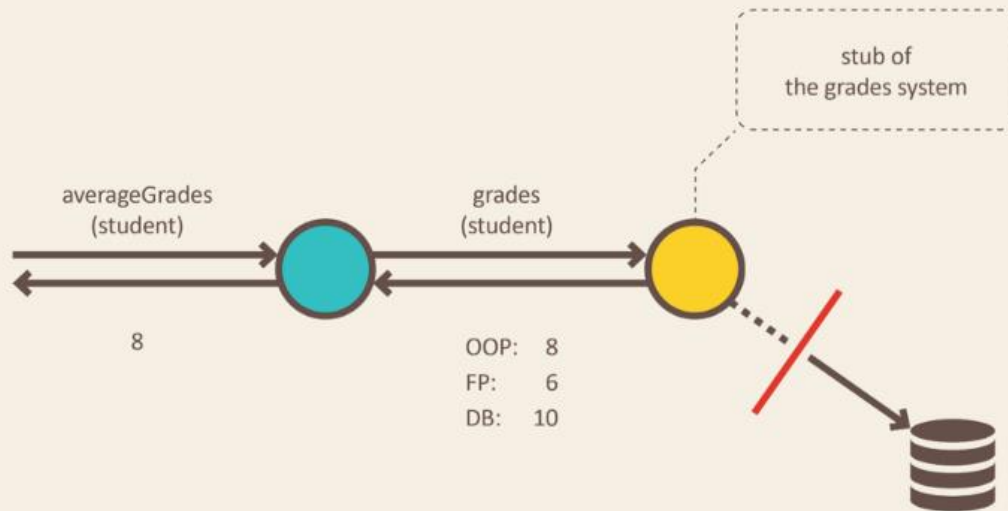 stub of
the grades system
averageGrades
(student)
grades
(student)
8
OOP: 8
FP: 6
DB: 10